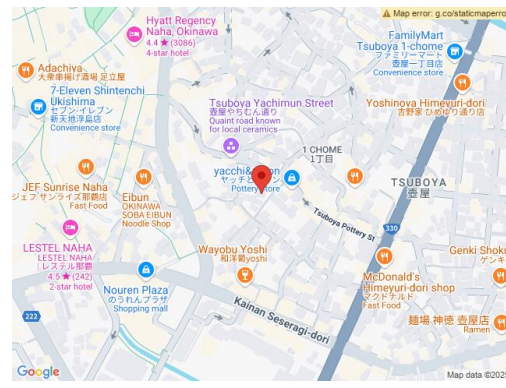 Map error: g.co/staticmaperro
Hyatt Regency
Naha, Okinawa
4.4★(3086)
4-star hotel
FamilyMart
Tsuboya 1-chome
ファミリーマート
壺屋一丁目店
Convenience store
Adachiya
大衆串揚げ酒場 足立屋
7-Eleven Shintenchi
Ukishima
セブン-イレブン
新天地浮島店
Convenience store
Tsuboya Yachimun Street
壺屋やちむん通り
Quaint road known
for local ceramics
Yoshinoya Himeyuri-dori
吉野家 ひめゆり通り店
1 CHOME
1丁目
yacchi&
Pottery store
TSUBOYA
壺屋
JEF Sunrise Naha
ジェフ サンライズ那覇店
Fast Food
Eibun
OKINAWA
SOBA EIBUN
Noodle Shop
Tsuboya Pottery St
330
LESTEL NAHA
LESTEL NAHA
レステル那覇
4.5★(242)
2-star hotel
Wayobu Yoshi
和洋葡yoshi
Genki Shoku
ゲンキ
McDonald's
Himeyuri-dori shop
マクドナルド
Fast Food
Nouren Plaza
のうれんプラザ
Shopping mall
Kainan Seseragi-dori
麺場 神徳 壺屋店
Ramen
222
Google
Map data ©2025